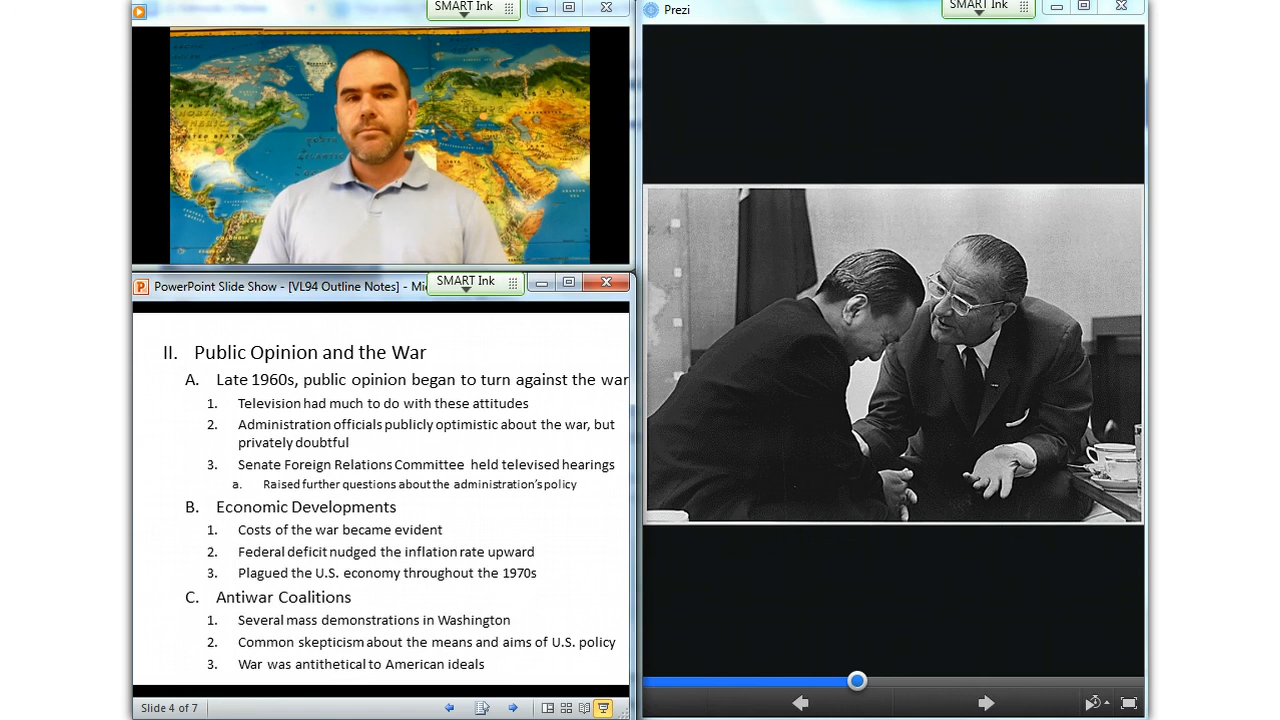 SMART Ink
SMART Ink
Prezi
PowerPoint Slide Show - [VL94 Outline Notes] - Mi
SMART Ink
II. Public Opinion and the War
A. Late 1960s, public opinion began to turn against the war
1. Television had much to do with these attitudes
2. Administration officials publicly optimistic about the war, but
privately doubtful
3. Senate Foreign Relations Committee held televised hearings
a. Raised further questions about the administration's policy
B. Economic Developments
1. Costs of the war became evident
2. Federal deficit nudged the inflation rate upward
3. Plagued the U.S. economy throughout the 1970s
C. Antiwar Coalitions
1. Several mass demonstrations in Washington
2. Common skepticism about the means and aims of U.S. policy
3. War was antithetical to American ideals
Slide 4 of 7